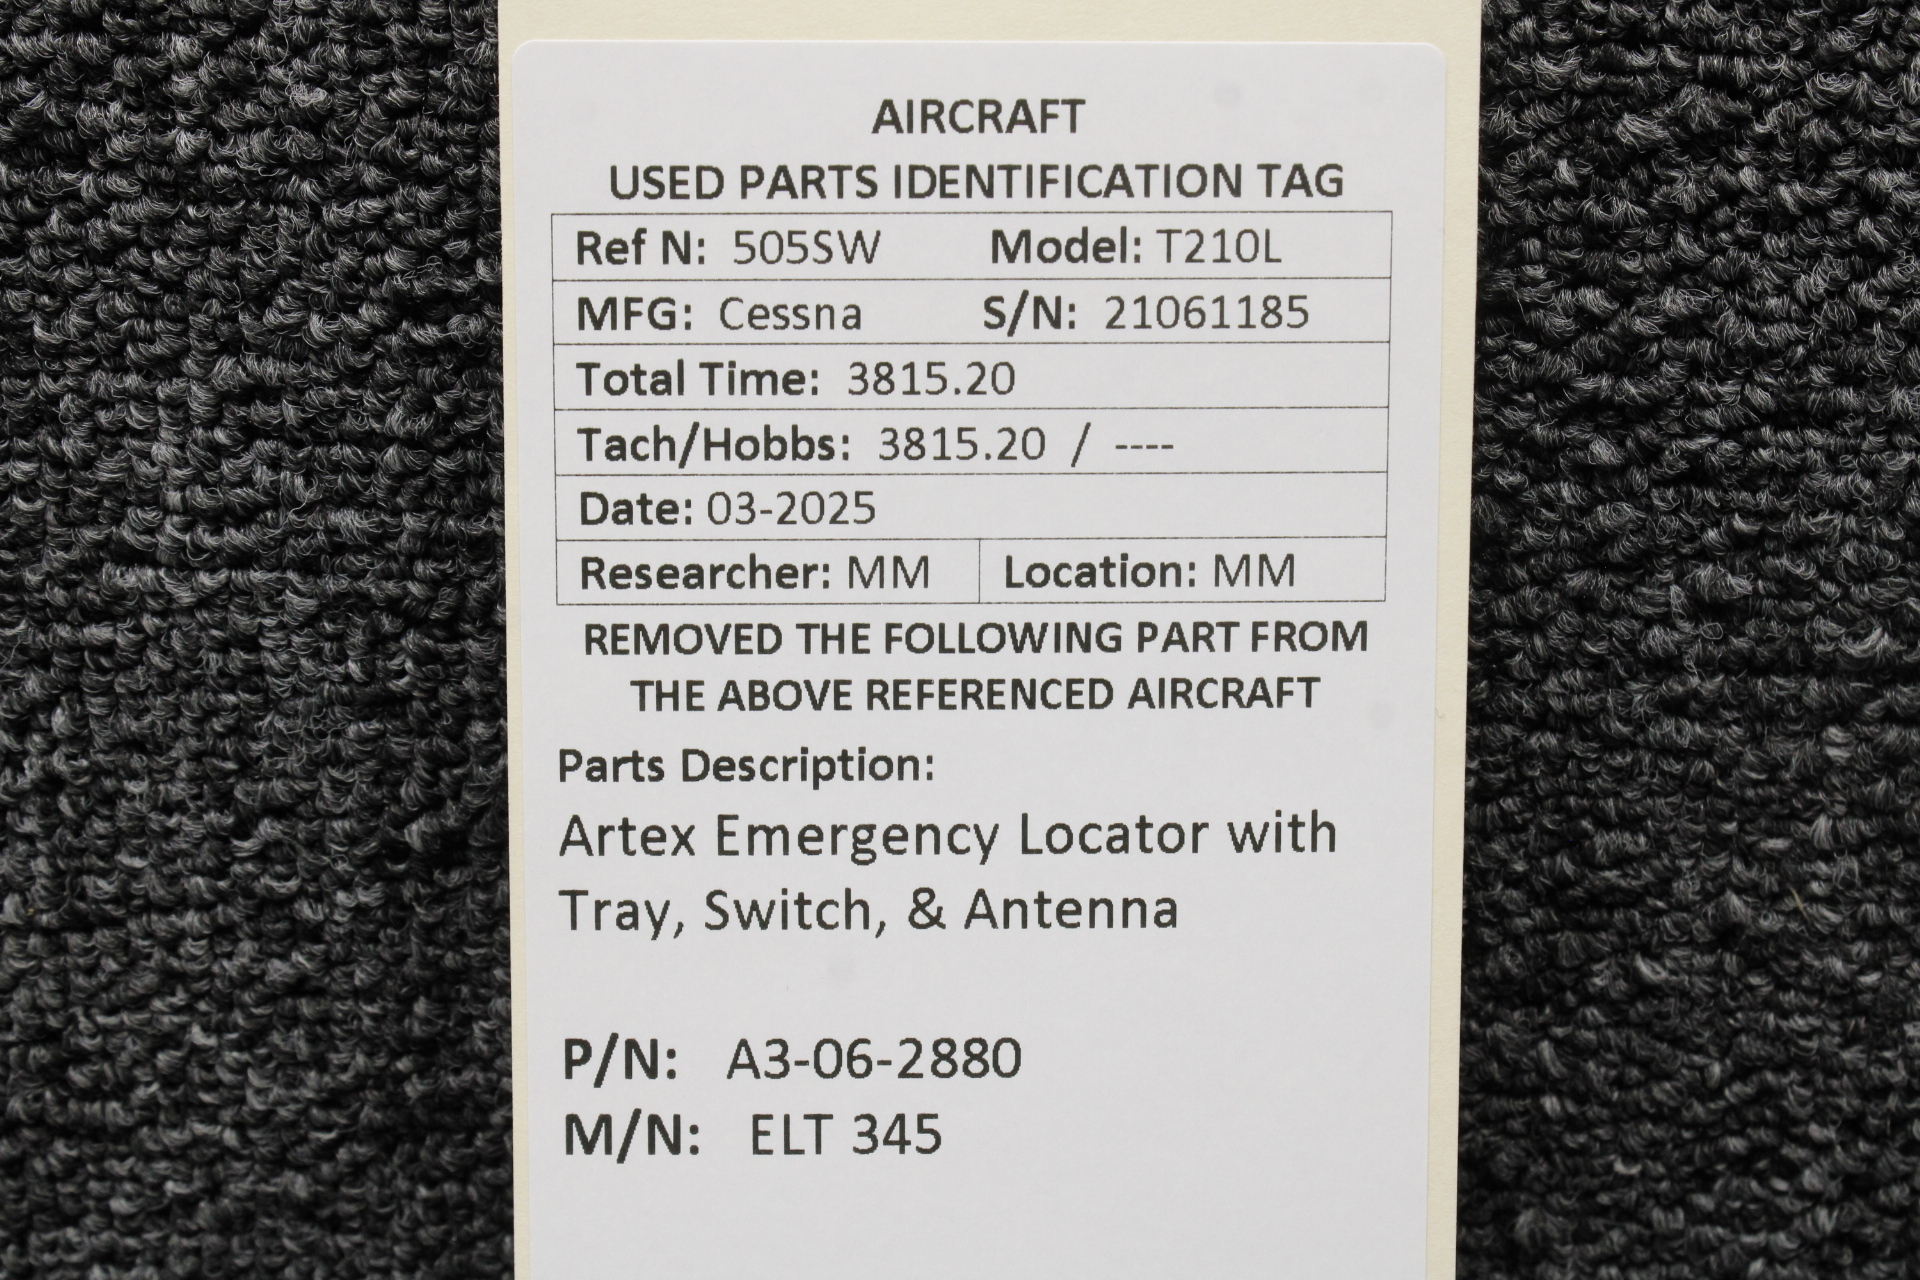 AIRCRAFT
USED PARTS IDENTIFICATION TAG
Ref N: 505SW Model: T210L
MFG: Cessna S/N: 21061185
Total Time: 3815.20
Tach/Hobbs: 3815.20 / ----
Date: 03-2025
Researcher: MM Location: MM
REMOVED THE FOLLOWING PART FROM
THE ABOVE REFERENCED AIRCRAFT
Parts Description:
Artex Emergency Locator with
Tray, Switch, & Antenna
P/N: A3-06-2880
M/N: ELT 345